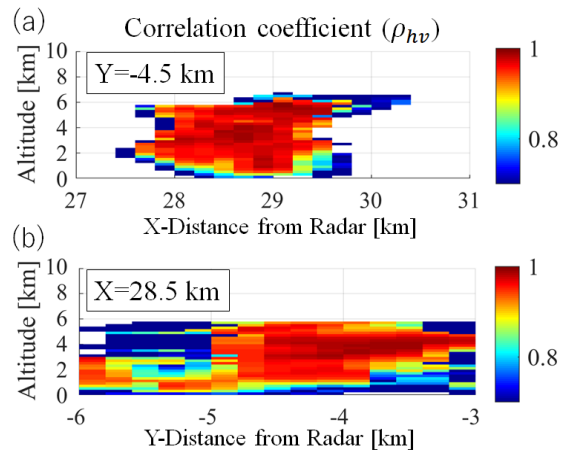 (a)
Correlation coefficient (ρhv)
Altitude [km]
10
8
6
4
2
0
Y=-4.5 km
27
28
29
30
31
X-Distance from Radar [km]
1
0.8
(b)
Altitude [km]
10
8
6
4
2
0
X=28.5 km
-6
-5
-4
-3
Y-Distance from Radar [km]
1
0.8